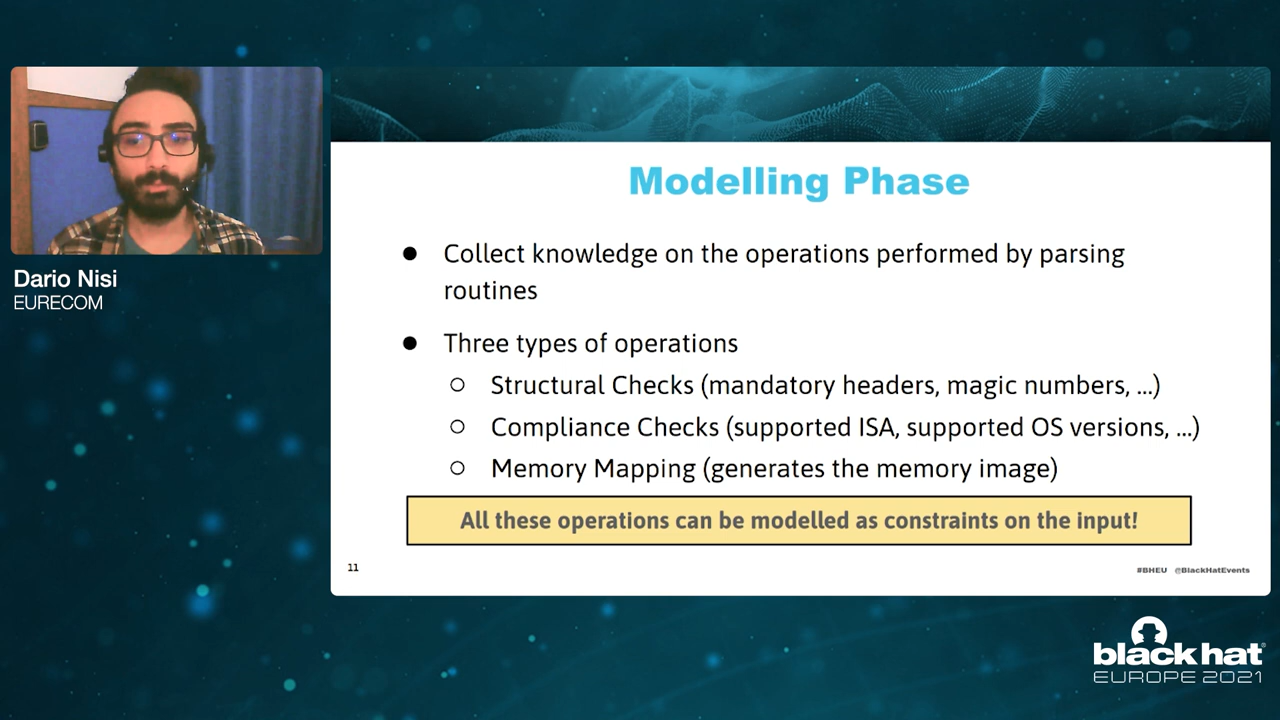 Dario Nisi
EURECOM
Modelling Phase
● Collect knowledge on the operations performed by parsing
routines
● Three types of operations
○ Structural Checks (mandatory headers, magic numbers, ...)
○ Compliance Checks (supported ISA, supported OS versions, ...)
○ Memory Mapping (generates the memory image)
All these operations can be modelled as constraints on the input!
11
#BHEU @BlackHatEvents
black hat®
EUROPE 2021